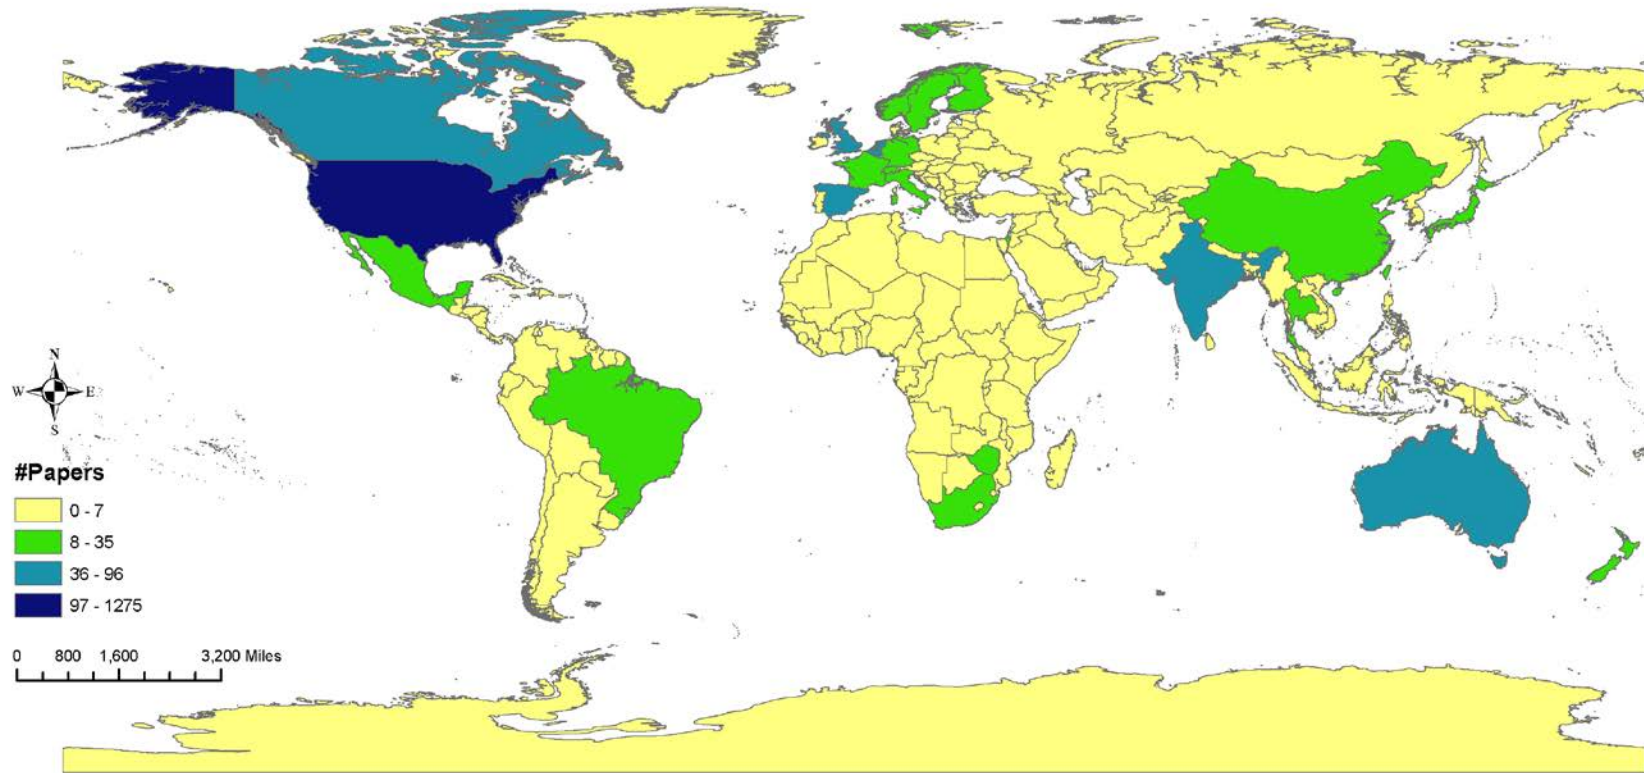 N
W E
S
#Papers
0 - 7
8 - 35
36 - 96
97 - 1275
0 800 1,600 3,200 Miles